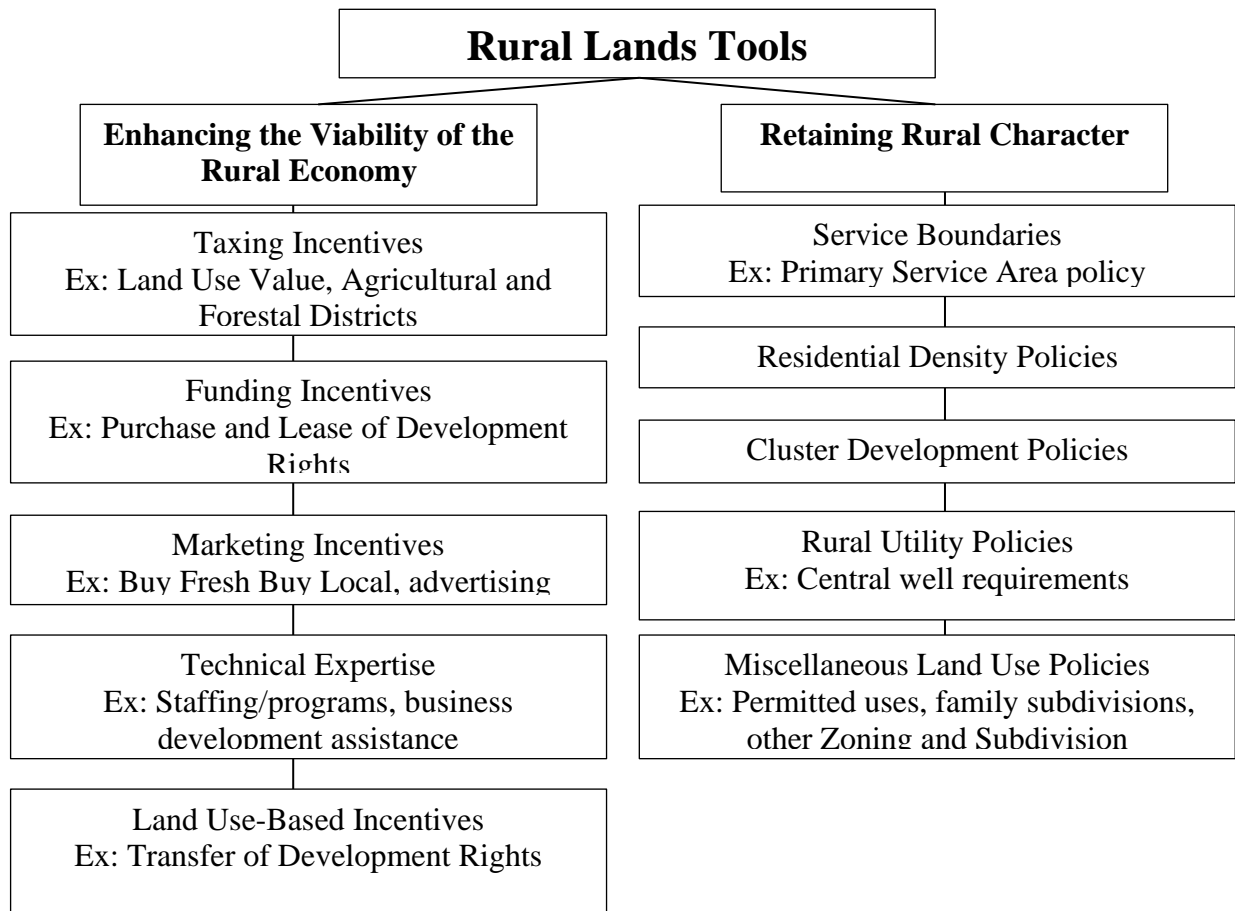 Rural Lands Tools
Enhancing the Viability of the
Rural Economy
Taxing Incentives
Ex: Land Use Value, Agricultural and
Forestal Districts
Funding Incentives
Ex: Purchase and Lease of Development
Rights
Marketing Incentives
Ex: Buy Fresh Buy Local, advertising
Technical Expertise
Ex: Staffing/programs, business
development assistance
Land Use-Based Incentives
Ex: Transfer of Development Rights
Retaining Rural Character
Service Boundaries
Ex: Primary Service Area policy
Residential Density Policies
Cluster Development Policies
Rural Utility Policies
Ex: Central well requirements
Miscellaneous Land Use Policies
Ex: Permitted uses, family subdivisions,
other Zoning and Subdivision